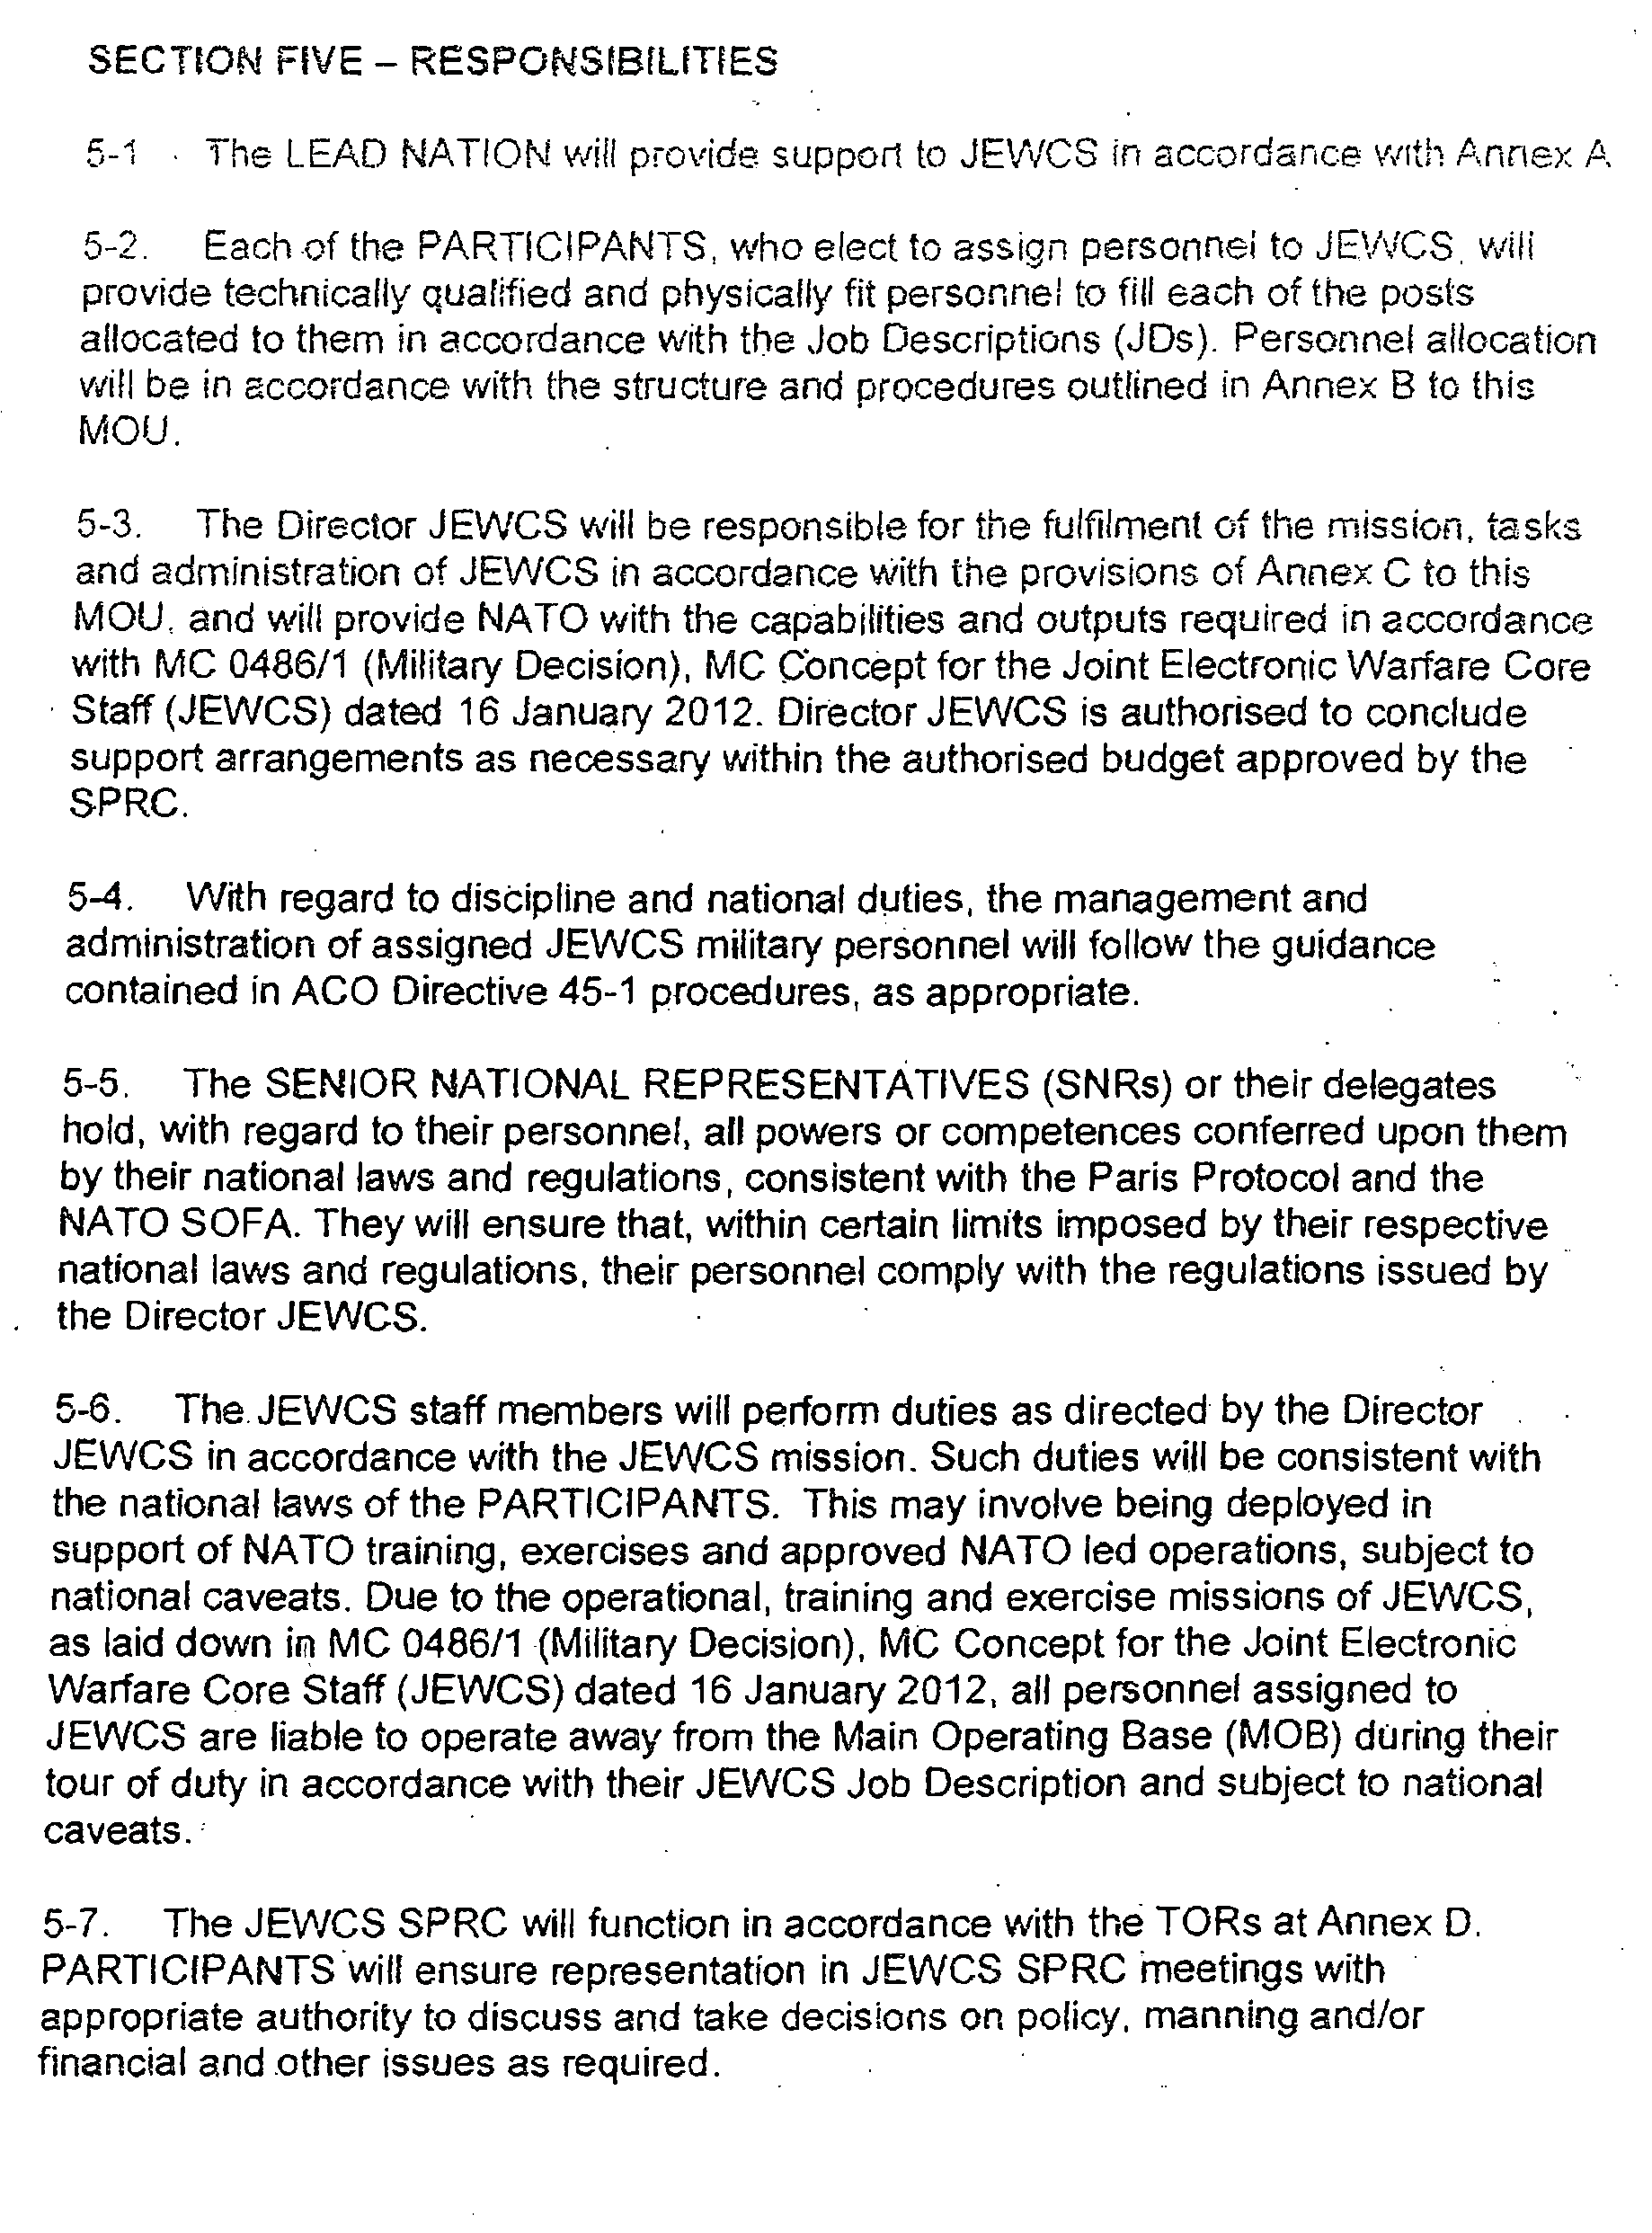 SECTION FIVE – RESPONSIBILITIES
5-1 . The LEAD NATION will provide support to JEWCS in accordance with Annex A
5-2. Each of the PARTICIPANTS, who elect to assign personnel to JEWCS, will
provide technically qualified and physically fit personnel to fill each of the posts
allocated to them in accordance with the Job Descriptions (JDs). Personnel allocation
will be in accordance with the structure and procedures outlined in Annex B to this
MOU.
5-3. The Director JEWCS will be responsible for the fulfilment of the mission, tasks
and administration of JEWCS in accordance with the provisions of Annex C to this
MOU, and will provide NATO with the capabilities and outputs required in accordance
with MC 0486/1 (Military Decision), MC Concept for the Joint Electronic Warfare Core
Staff (JEWCS) dated 16 January 2012. Director JEWCS is authorised to conclude
support arrangements as necessary within the authorised budget approved by the
SPRC.
5-4. With regard to discipline and national duties, the management and
administration of assigned JEWCS military personnel will follow the guidance
contained in ACO Directive 45-1 procedures, as appropriate.
5-5. The SENIOR NATIONAL REPRESENTATIVES (SNRs) or their delegates
hold, with regard to their personnel, all powers or competences conferred upon them
by their national laws and regulations, consistent with the Paris Protocol and the
NATO SOFA. They will ensure that, within certain limits imposed by their respective
national laws and regulations, their personnel comply with the regulations issued by
the Director JEWCS.
5-6. The JEWCS staff members will perform duties as directed by the Director
JEWCS in accordance with the JEWCS mission. Such duties will be consistent with
the national laws of the PARTICIPANTS. This may involve being deployed in
support of NATO training, exercises and approved NATO led operations, subject to
national caveats. Due to the operational, training and exercise missions of JEWCS,
as laid down in MC 0486/1 (Military Decision), MC Concept for the Joint Electronic
Warfare Core Staff (JEWCS) dated 16 January 2012, all personnel assigned to
JEWCS are liable to operate away from the Main Operating Base (MOB) during their
tour of duty in accordance with their JEWCS Job Description and subject to national
caveats.
5-7. The JEWCS SPRC will function in accordance with the TORs at Annex D.
PARTICIPANTS will ensure representation in JEWCS SPRC meetings with
appropriate authority to discuss and take decisions on policy, manning and/or
financial and other issues as required.